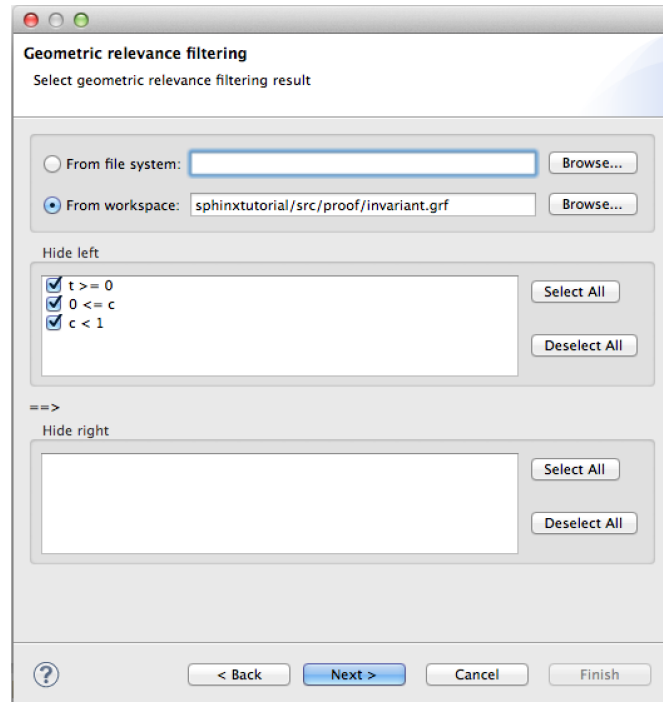 Geometric relevance filtering
Select geometric relevance filtering result
From file system: Browse...
From workspace: sphinxtutorial/src/proof/invariant.grf Browse...
Hide left
t >= 0
0 <= c
c < 1
Select All
Deselect All
==>
Hide right
Select All
Deselect All
? < Back Next > Cancel Finish